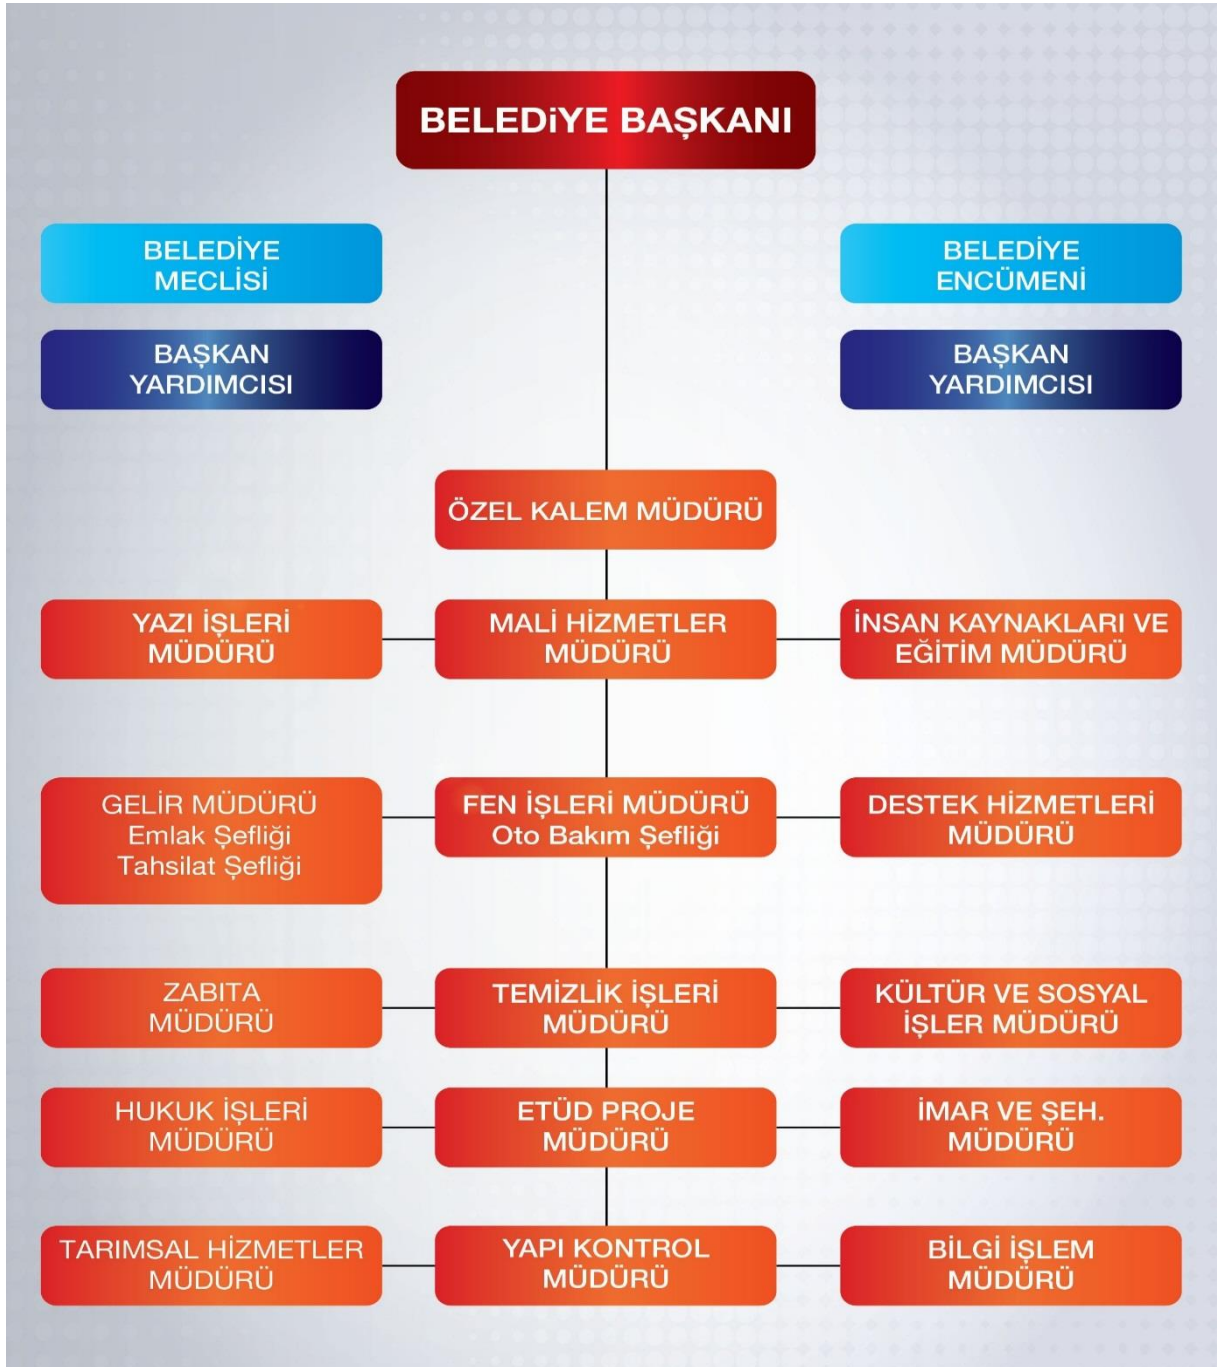 BELEDiYE BAŞKANI
BELEDİYE
MECLİSİ
BELEDİYE
ENCÜMENİ
BAŞKAN
YARDIMCISI
BAŞKAN
YARDIMCISI
ÖZEL KALEM MÜDÜRÜ
YAZI İŞLERİ
MÜDÜRÜ
MALİ HİZMETLER
MÜDÜRÜ
İNSAN KAYNAKLARI VE
EĞİTİM MÜDÜRÜ
GELİR MÜDÜRÜ
Emlak Şefliği
Tahsilat Şefliği
FEN İŞLERİ MÜDÜRÜ
Oto Bakım Şefliği
DESTEK HİZMETLERİ
MÜDÜRÜ
ZABITA
MÜDÜRÜ
TEMİZLİK İŞLERİ
MÜDÜRÜ
KÜLTÜR VE SOSYAL
İŞLER MÜDÜRÜ
HUKUK İŞLERİ
MÜDÜRÜ
ETÜD PROJE
MÜDÜRÜ
İMAR VE ŞEH.
MÜDÜRÜ
TARIMSAL HİZMETLER
MÜDÜRÜ
YAPI KONTROL
MÜDÜRÜ
BİLGİ İŞLEM
MÜDÜRÜ